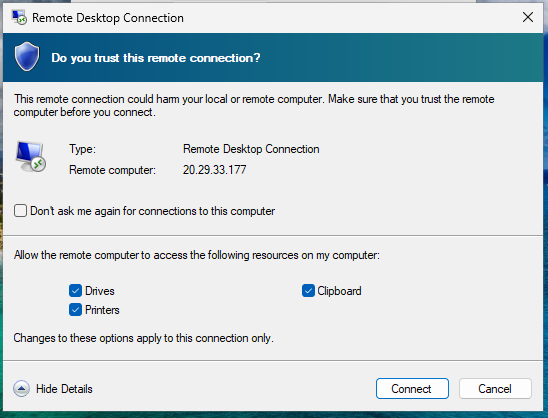 Remote Desktop Connection
Do you trust this remote connection?
This remote connection could harm your local or remote computer. Make sure that you trust the remote
computer before you connect.
Type: Remote Desktop Connection
Remote computer: 20.29.33.177
Don't ask me again for connections to this computer
Allow the remote computer to access the following resources on my computer:
Drives Clipboard
Printers
Changes to these options apply to this connection only.
Hide Details Connect Cancel